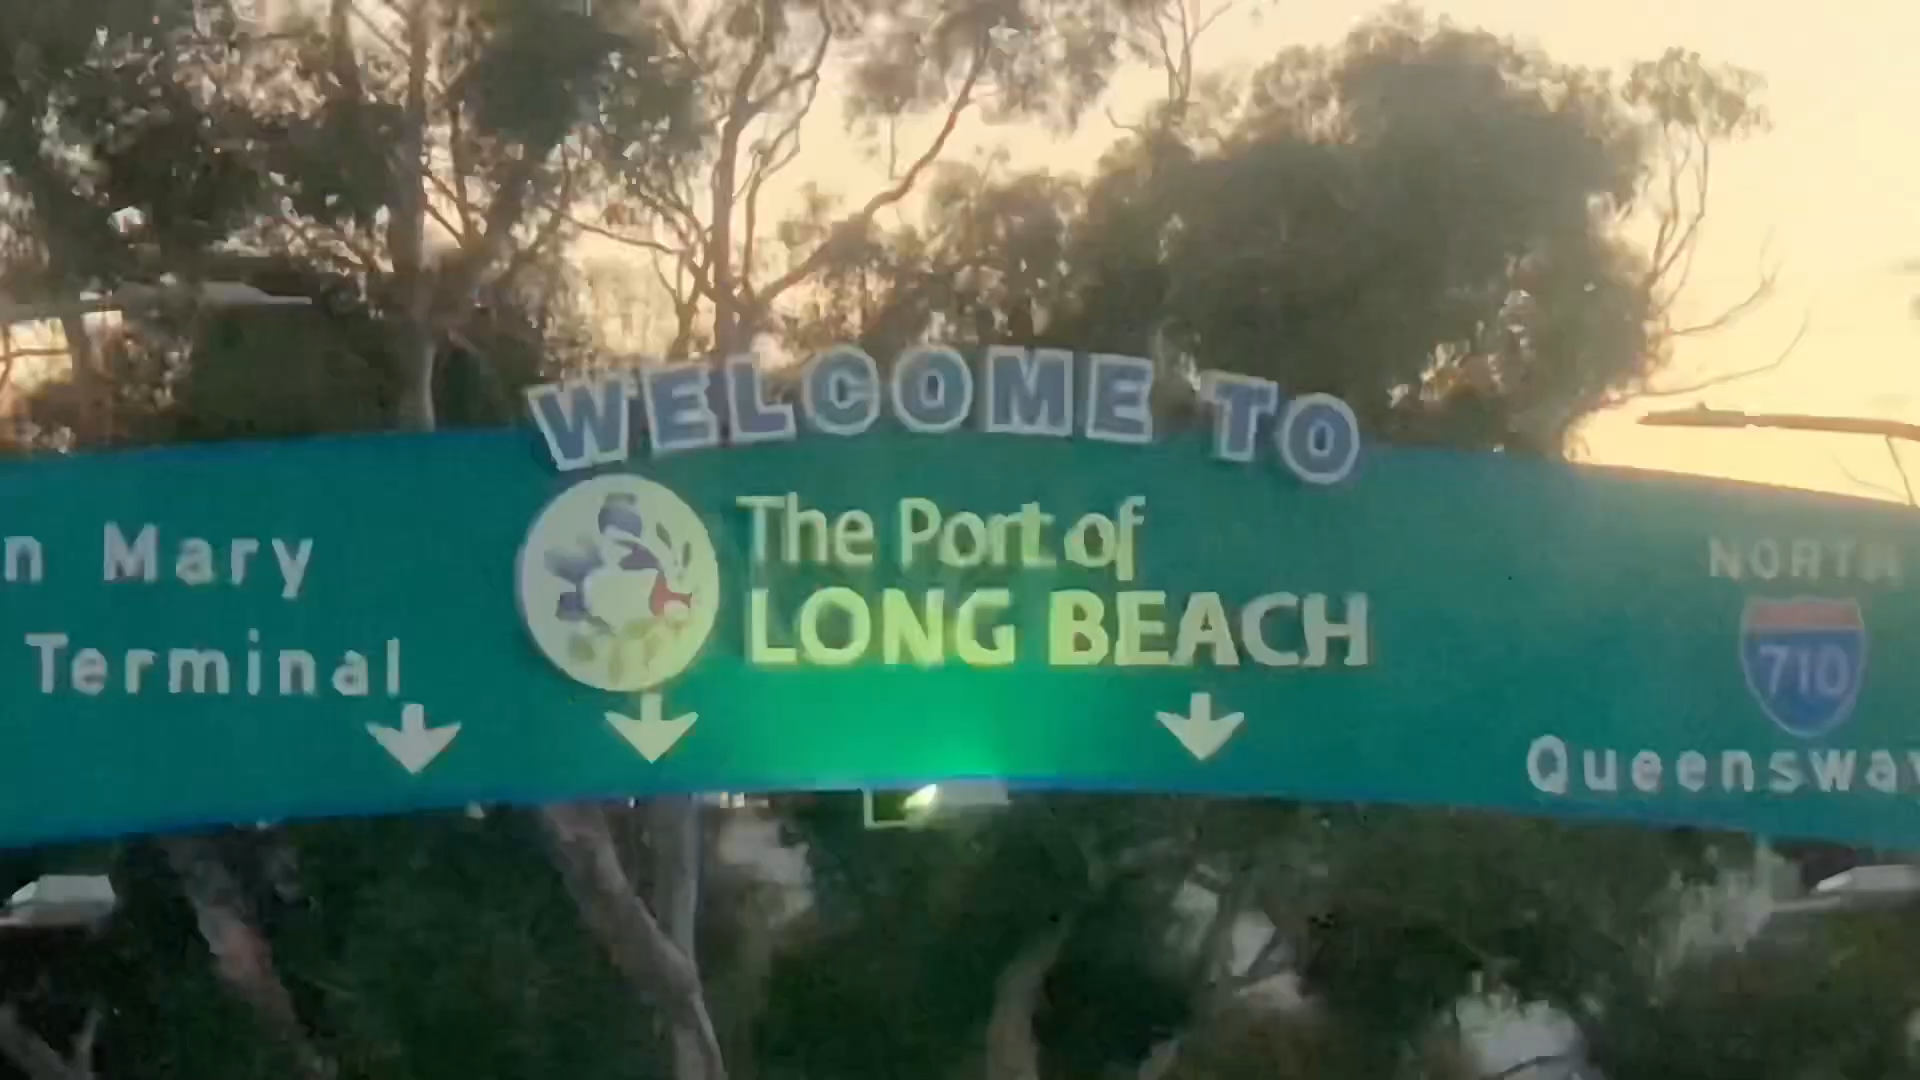 WELCOME TO
The Port of
LONG BEACH
n Mary
Terminal
NORTH
710
Queensway